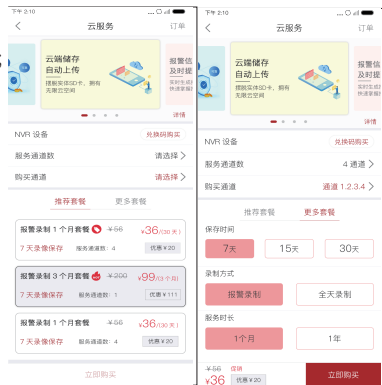 下午 2:10
云服务
订单
云端储存
自动上传
摆脱实体SD卡，拥有
无限云空间
报警信
及时提
详情
NVR 设备
兑换码购买
服务通道数
请选择
购买通道
请选择
推荐套餐
更多套餐
报警录制 1 个月套餐
¥56
¥36/(30 天)
7 天录像保存
服务通道数：4
优惠 ¥20
报警录制 3 个月套餐
¥200
¥99/(3 个月)
7 天录像保存
服务通道数：1
优惠 ¥111
报警录制 1 个月套餐
¥56
¥36/(30 天)
7 天录像保存
服务通道数：4
优惠 ¥20
立即购买
下午 2:10
云服务
订单
云端储存
自动上传
摆脱实体SD卡，拥有
无限云空间
报警信
及时提
详情
NVR 设备
兑换码购买
服务通道数
4 通道
购买通道
通道 1.2.3.4
推荐套餐
更多套餐
保存时间
7天
15天
30天
录制方式
报警录制
全天录制
服务时长
1个月
1年
¥56
促销
¥36
优惠 ¥20
立即购买